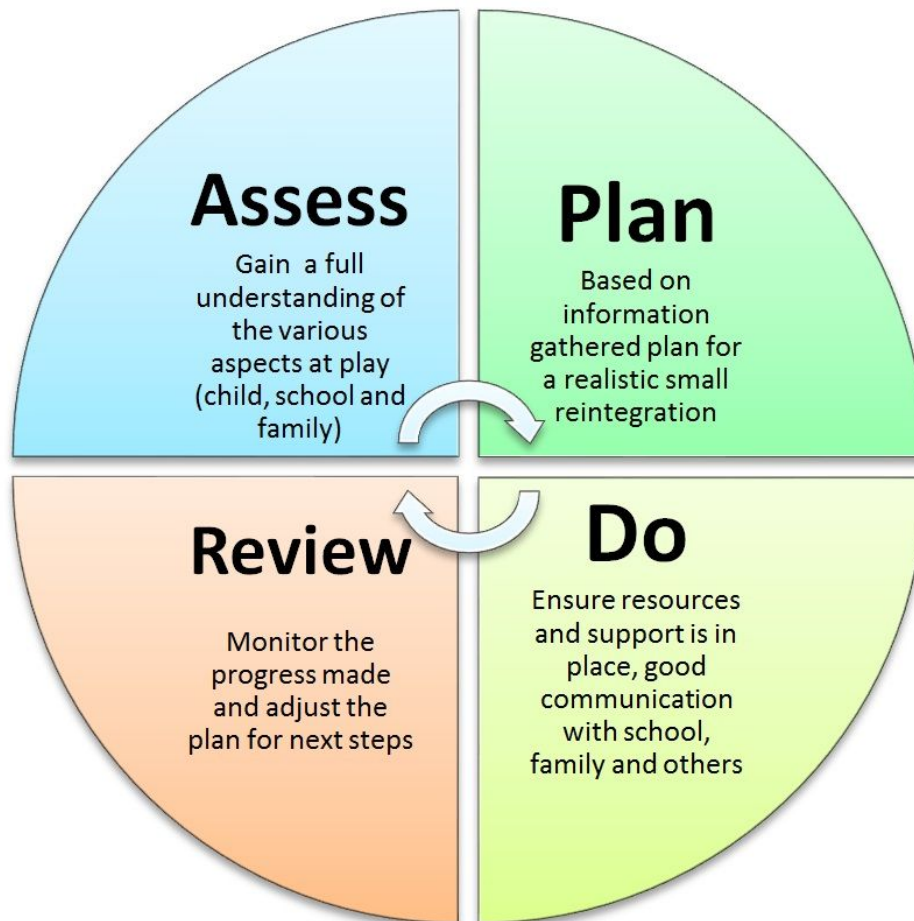 Assess
Gain a full
understanding of
the various
aspects at play
(child, school and
family)
Plan
Based on
information
gathered plan for
a realistic small
reintegration
Do
Ensure resources
and support is in
place, good
communication
with school,
family and others
Review
Monitor the
progress made
and adjust the
plan for next steps